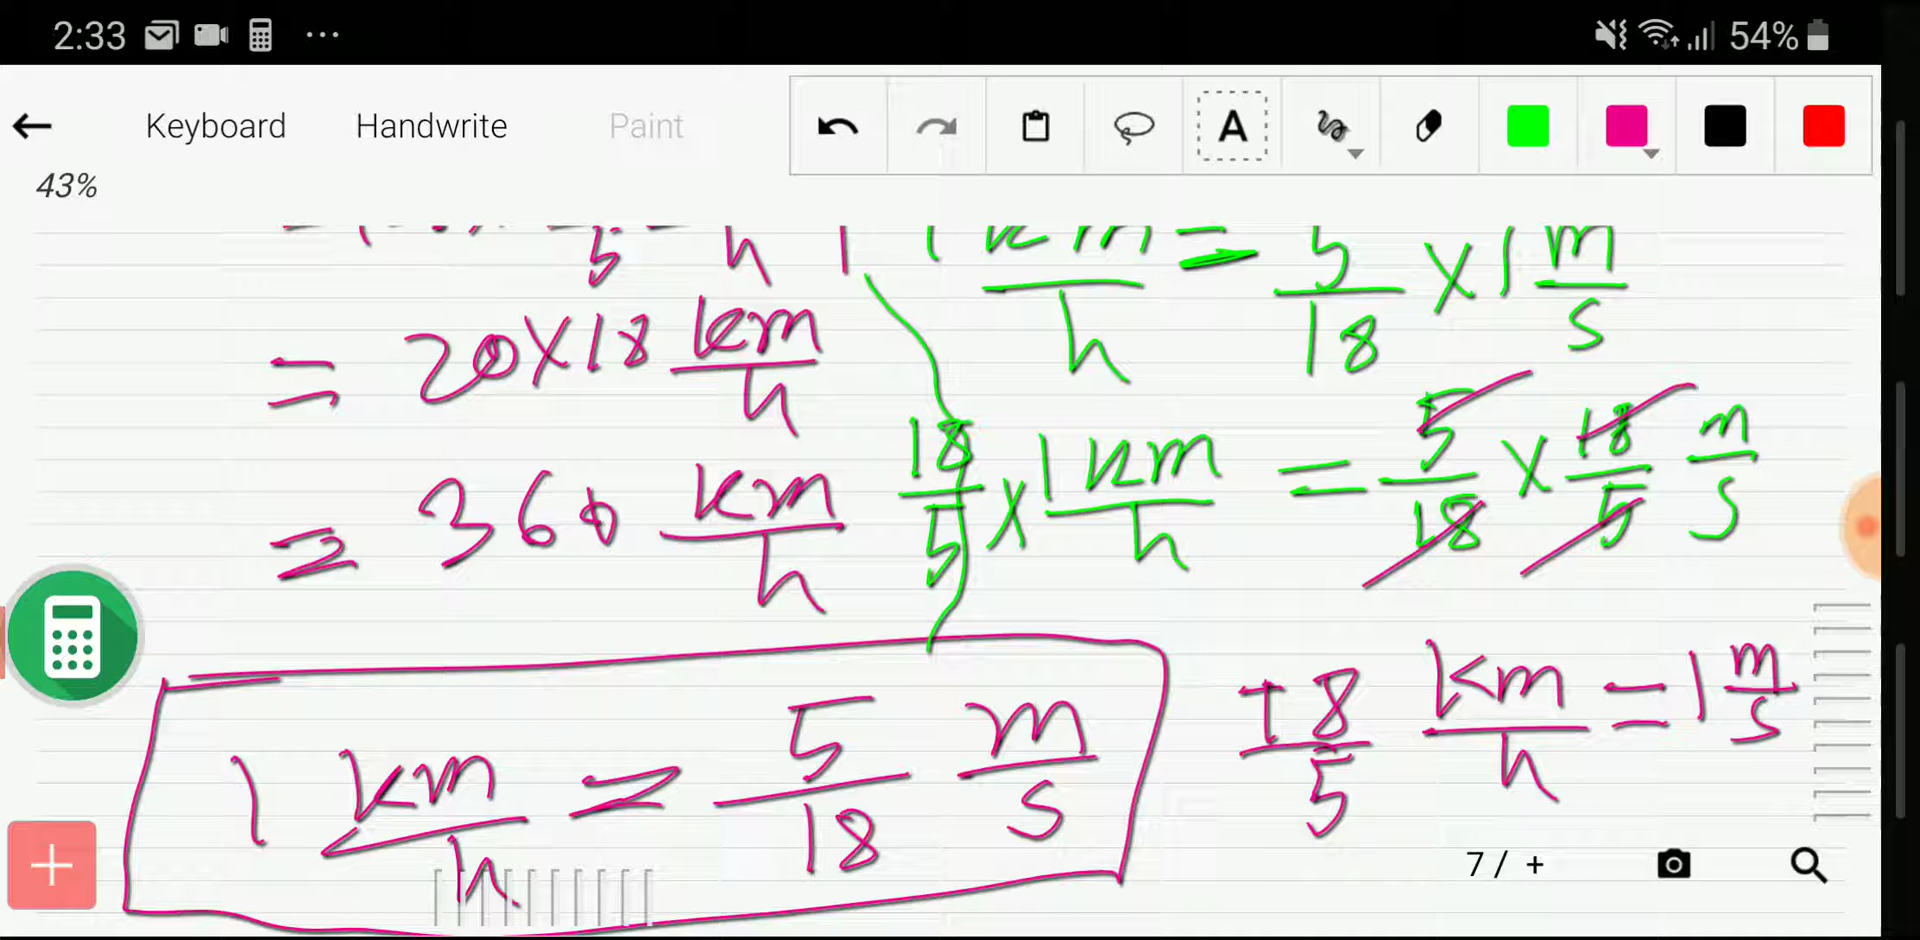 2:33 ... 54%
Keyboard Handwrite Paint A
43%
5 h
= 20 × 18 km/h
= 360 km/h
1 km/h = 5/18 × 1 m/s
18/5 × 1 km/h = 5/18 × 18/5 m/s
1 km/h = 5/18 m/s
18/5 km/h = 1 m/s
7 / +